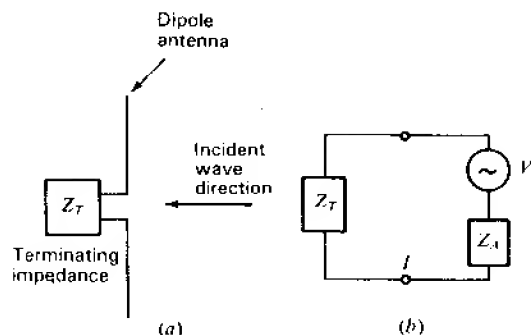 Dipole
antenna
Incident
wave
direction
Z_T
Terminating
impedance
(a)
Z_T
V
Z_A
I
(b)